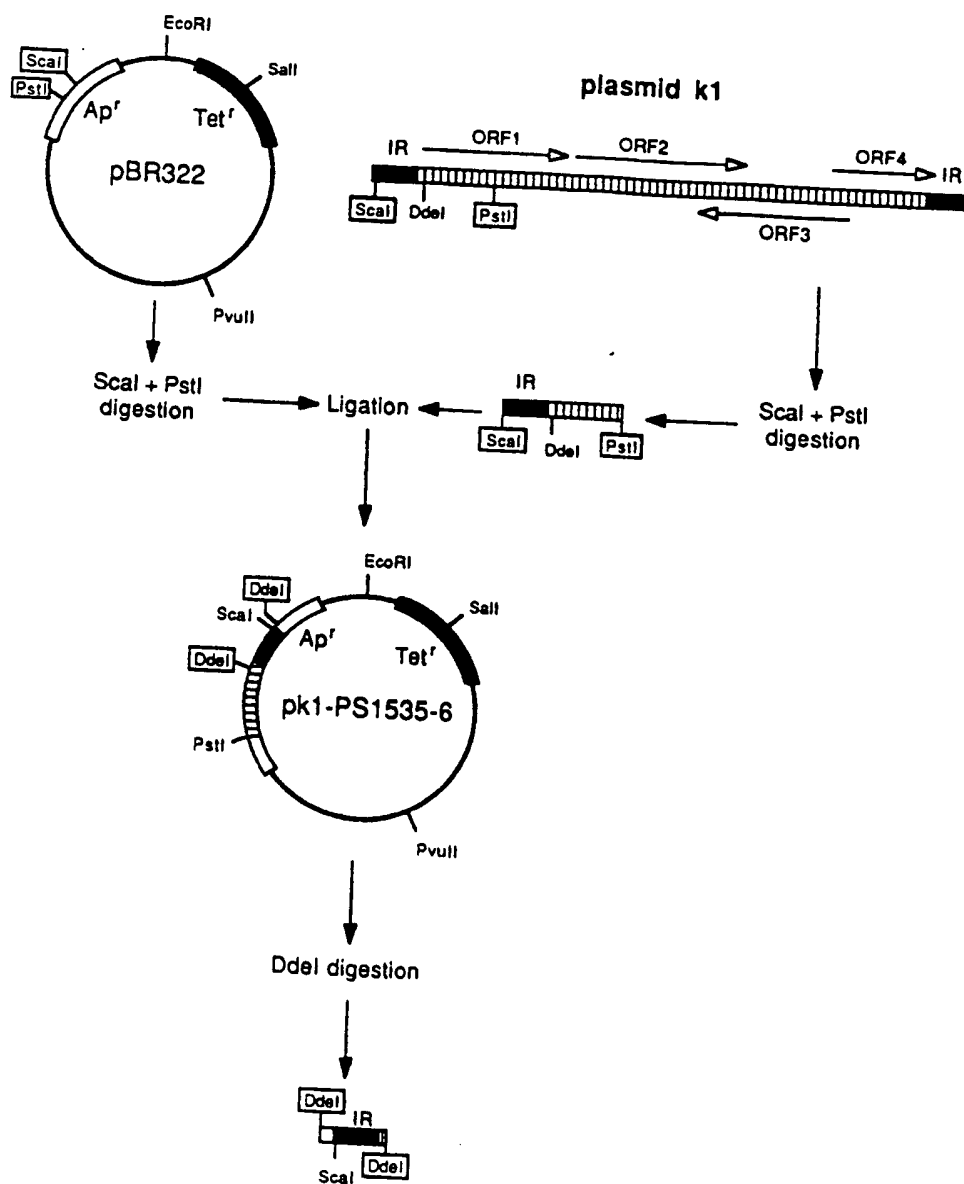 EcoRI
ScaI
PstI
SalI
Apʳ
Tetʳ
pBR322
PvuII
plasmid k1
IR
ORF1
ORF2
ORF4
IR
ScaI
DdeI
PstI
ORF3
ScaI + PstI
digestion
Ligation
IR
ScaI
DdeI
PstI
ScaI + PstI
digestion
EcoRI
DdeI
ScaI
SalI
Apʳ
Tetʳ
DdeI
pk1-PS1535-6
PstI
PvuII
DdeI digestion
DdeI
IR
ScaI
DdeI